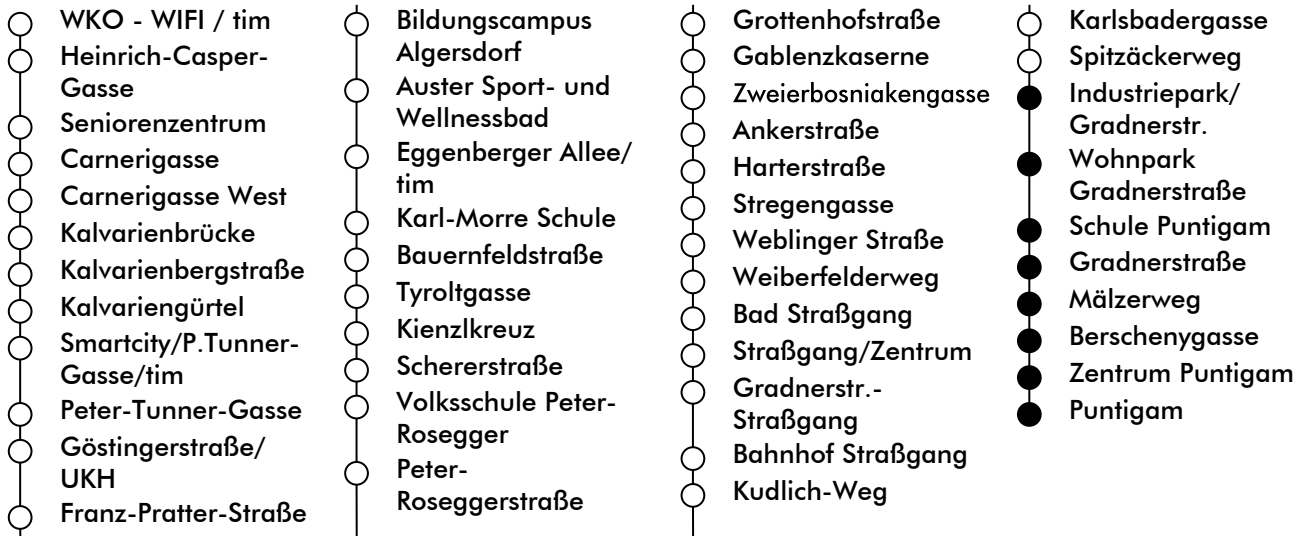 WKO - WIFI / tim
Heinrich-Casper-
Gasse
Seniorenzentrum
Carnerigasse
Carnerigasse West
Kalvarienbrücke
Kalvarienbergstraße
Kalvariengürtel
Smartcity/P.Tunner-
Gasse/tim
Peter-Tunner-Gasse
Göstingerstraße/
UKH
Franz-Pratter-Straße
Bildungscampus
Algersdorf
Auster Sport- und
Wellnessbad
Eggenberger Allee/
tim
Karl-Morre Schule
Bauernfeldstraße
Tyroltgasse
Kienzlkreuz
Schererstraße
Volksschule Peter-
Rosegger
Peter-
Roseggerstraße
Grottenhofstraße
Gablenzkaserne
Zweierbosniakengasse
Ankerstraße
Harterstraße
Stregengasse
Weblinger Straße
Weiberfelderweg
Bad Straßgang
Straßgang/Zentrum
Gradnerstr.-
Straßgang
Bahnhof Straßgang
Kudlich-Weg
Karlsbadergasse
Spitzäckerweg
Industriepark/
Gradnerstr.
Wohnpark
Gradnerstraße
Schule Puntigam
Gradnerstraße
Mälzerweg
Berschenygasse
Zentrum Puntigam
Puntigam